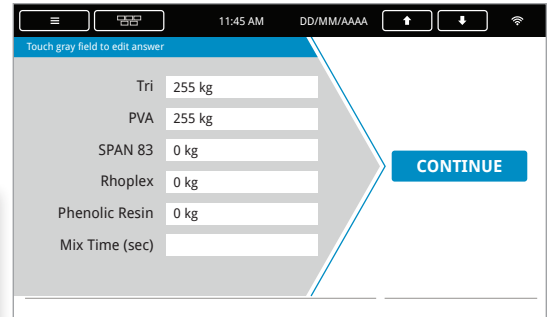 11:45 AM DD/MM/AAAA
Touch gray field to edit answer
Tri 255 kg
PVA 255 kg
SPAN 83 0 kg
Rhoplex 0 kg
CONTINUE
Phenolic Resin 0 kg
Mix Time (sec)